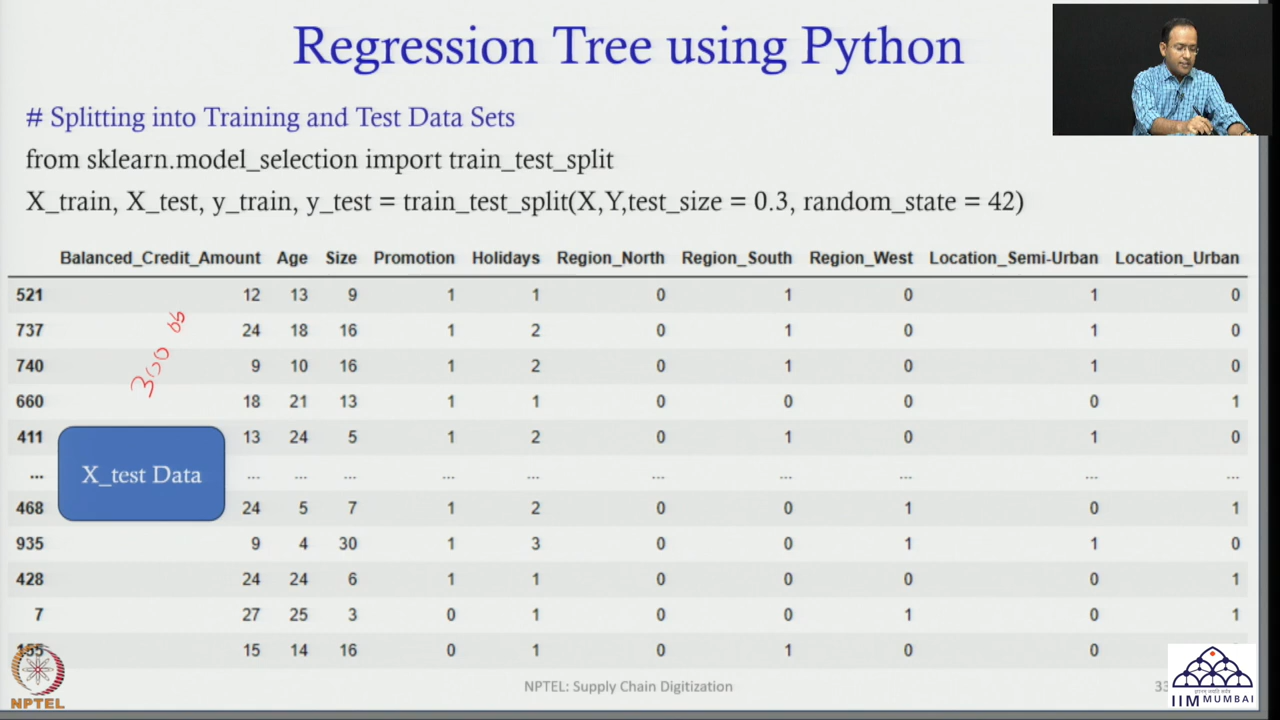 Regression Tree using Python
# Splitting into Training and Test Data Sets
from sklearn.model_selection import train_test_split
X_train, X_test, y_train, y_test = train_test_split(X,Y,test_size = 0.3, random_state = 42)
Balanced_Credit_Amount Age Size Promotion Holidays Region_North Region_South Region_West Location_Semi-Urban Location_Urban
521 12 13 9 1 1 0 1 0 1 0
737 24 18 16 1 2 0 1 0 1 0
740 9 10 16 1 2 0 1 0 1 0
660 18 21 13 1 1 0 0 0 0 1
411 13 24 5 1 2 0 1 0 1 0
... ... ... ... ... ... ... ... ... ... ...
468 24 5 7 1 2 0 0 1 0 1
935 9 4 30 1 3 0 0 1 1 0
428 24 24 6 1 1 0 0 0 0 1
7 27 25 3 0 1 0 0 1 0 1
155 15 14 16 0 1 0 1 0 0
300
X_test Data
NPTEL
NPTEL: Supply Chain Digitization
33
IIM MUMBAI